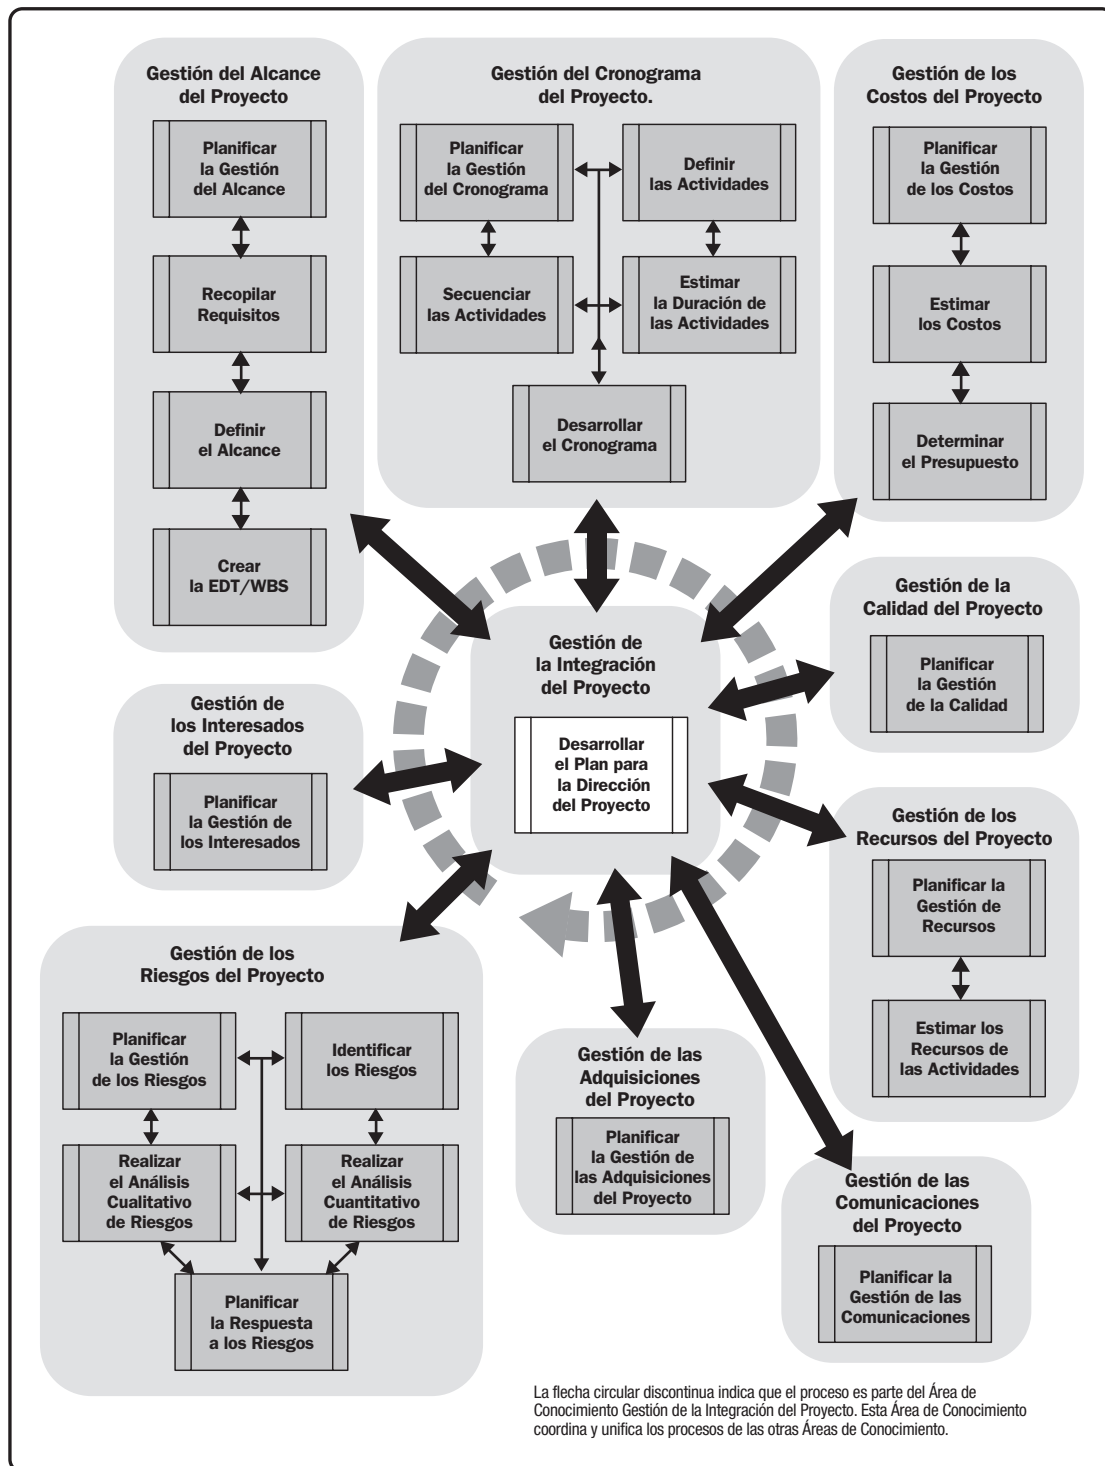 Gestión del Alcance
del Proyecto
Planificar
la Gestión
del Alcance
Recopilar
Requisitos
Definir
el Alcance
Crear
la EDT/WBS
Gestión del Cronograma
del Proyecto.
Planificar
la Gestión
del Cronograma
Definir
las Actividades
Secuenciar
las Actividades
Estimar
la Duración de
las Actividades
Desarrollar
el Cronograma
Gestión de los
Costos del Proyecto
Planificar
la Gestión
de los Costos
Estimar
los Costos
Determinar
el Presupuesto
Gestión de la
Calidad del Proyecto
Planificar
la Gestión
de la Calidad
Gestión de
la Integración
del Proyecto
Desarrollar
el Plan para
la Dirección
del Proyecto
Gestión de
los Interesados
del Proyecto
Planificar
la Gestión de
los Interesados
Gestión de los
Recursos del Proyecto
Planificar la
Gestión de
Recursos
Estimar los
Recursos de
las Actividades
Gestión de los
Riesgos del Proyecto
Planificar
la Gestión
de los Riesgos
Identificar
los Riesgos
Realizar
el Análisis
Cualitativo
de Riesgos
Realizar
el Análisis
Cuantitativo
de Riesgos
Planificar
la Respuesta
a los Riesgos
Gestión de las
Adquisiciones
del Proyecto
Planificar
la Gestión de
las Adquisiciones
del Proyecto
Gestión de las
Comunicaciones
del Proyecto
Planificar la
Gestión de las
Comunicaciones
La flecha circular discontinua indica que el proceso es parte del Área de
Conocimiento Gestión de la Integración del Proyecto. Esta Área de Conocimiento
coordina y unifica los procesos de las otras Áreas de Conocimiento.